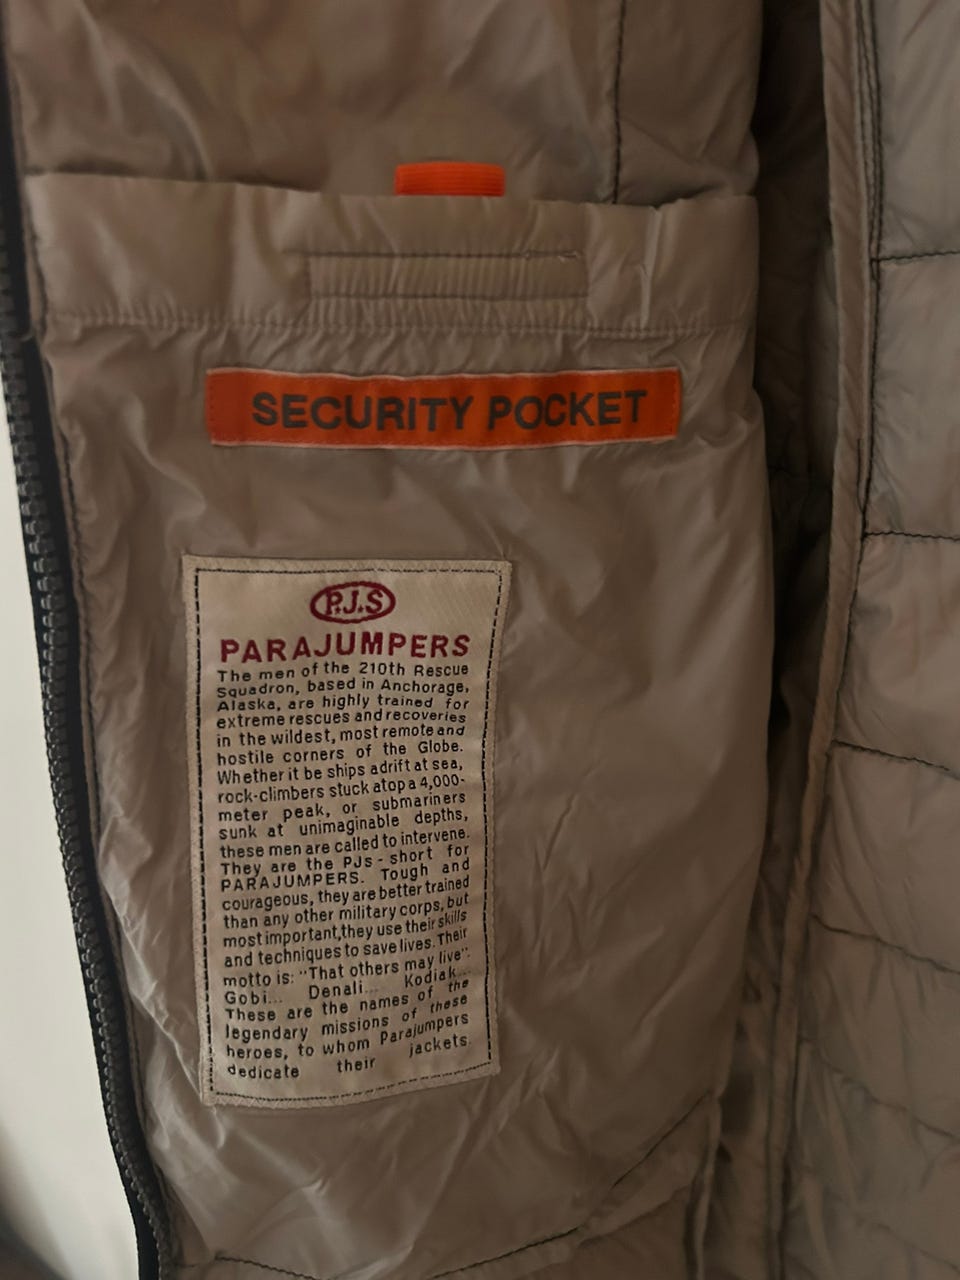 SECURITY POCKET
P.J.S
PARAJUMPERS
The men of the 210th Rescue
Squadron, based in Anchorage,
Alaska, are highly trained for
extreme rescues and recoveries
in the wildest, most remote and
hostile corners of the Globe.
Whether it be ships adrift at sea,
rock-climbers stuck atop a 4,000-
meter peak, or submariners
sunk at unimaginable depths,
these men are called to intervene.
They are the PJs - short for
PARAJUMPERS. Tough and
courageous, they are better trained
than any other military corps, but
most important,they use their skills
and techniques to save lives. Their
motto is: "That others may live".
Gobi... Denali... Kodiak...
These are the names of the
legendary missions of these
heroes, to whom Parajumpers
dedicate their jackets.